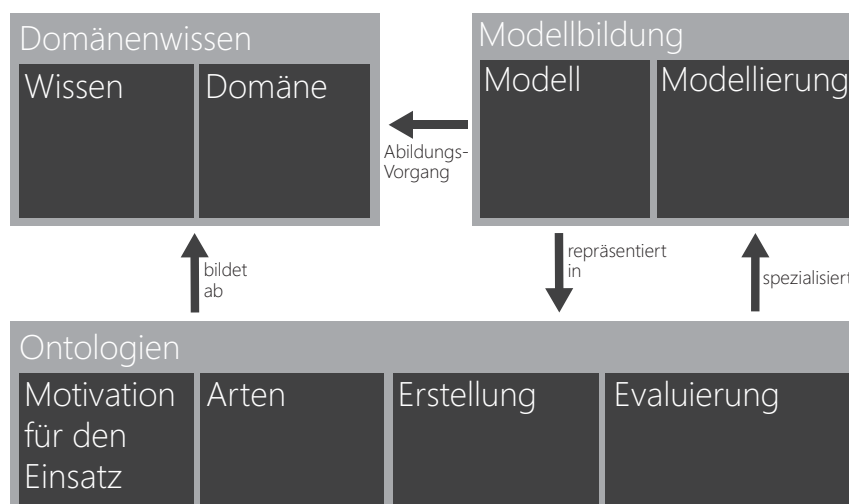 Domänenwissen
Wissen
Domäne
Modellbildung
Modell
Modellierung
Abildungs-
Vorgang
bildet
ab
repräsentiert
in
spezialisiert
Ontologien
Motivation
für den
Einsatz
Arten
Erstellung
Evaluierung